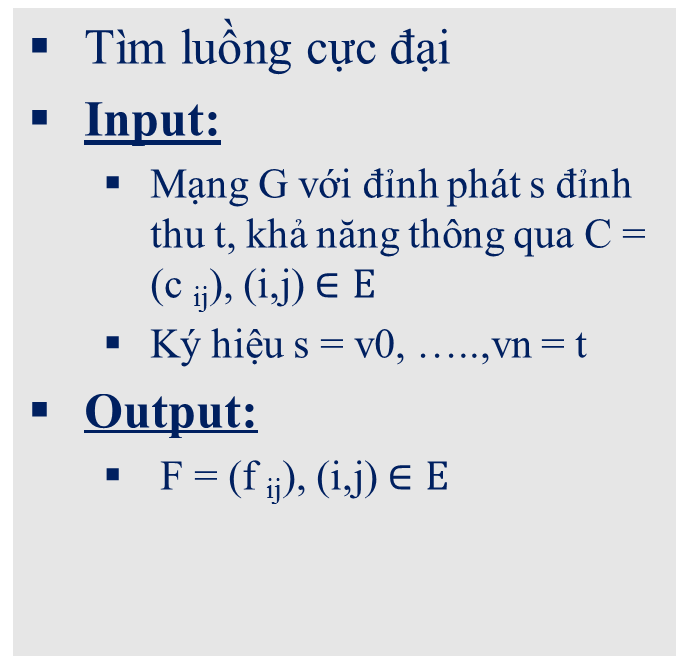 ▪ Tìm luồng cực đại
▪ Input:
▪ Mạng G với đỉnh phát s đỉnh
thu t, khả năng thông qua C =
(c ij), (i,j) ∈ E
▪ Ký hiệu s = v0, …..,vn = t
▪ Output:
▪ F = (f ij), (i,j) ∈ E